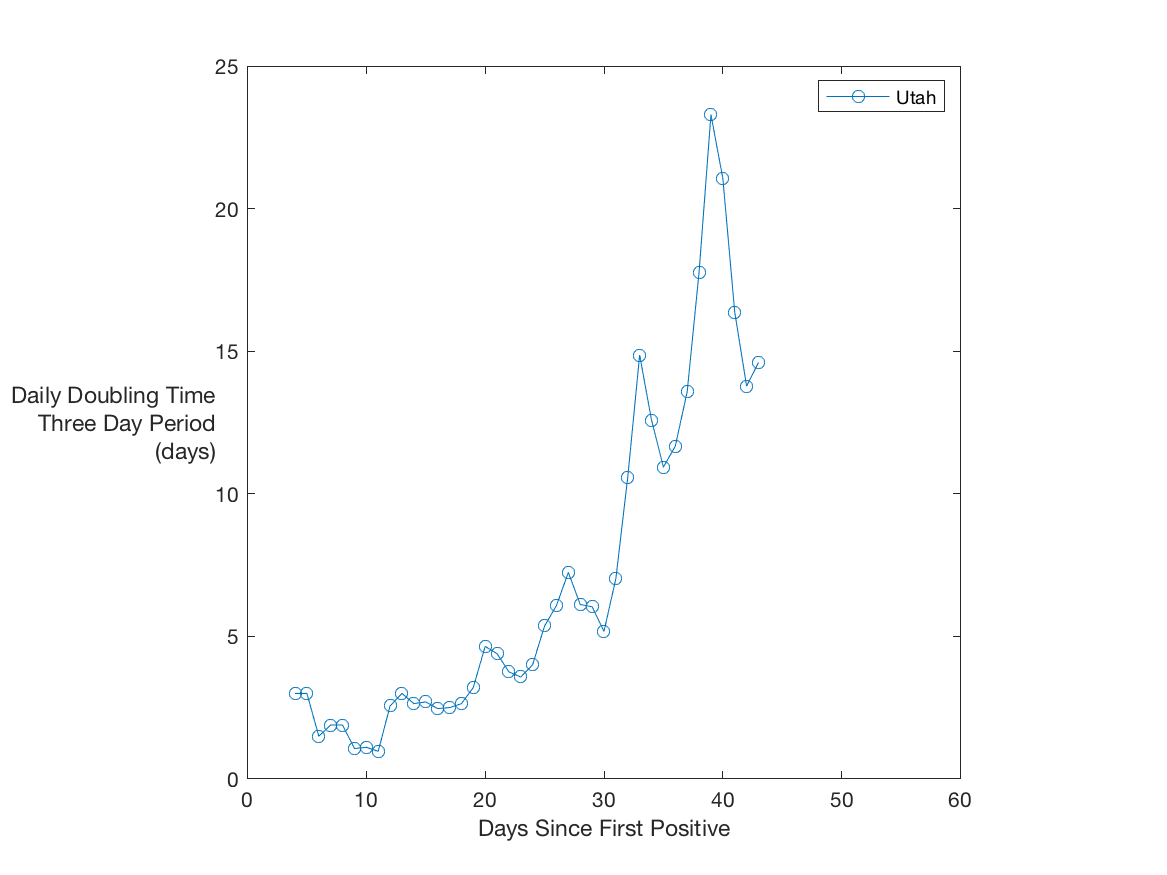 25
Utah
20
15
Daily Doubling Time
Three Day Period
(days)
10
5
0
0 10 20 30 40 50 60
Days Since First Positive